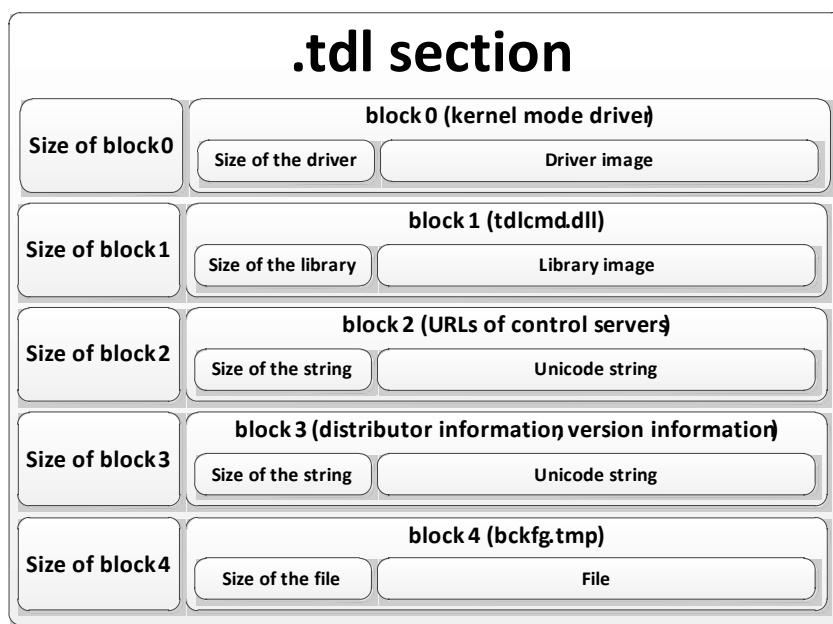 .tdl section
Size of block0
block 0 (kernel mode driver)
Size of the driver
Driver image
Size of block1
block 1 (tdlcmd.dll)
Size of the library
Library image
Size of block2
block 2 (URLs of control servers)
Size of the string
Unicode string
Size of block3
block 3 (distributor information, version information)
Size of the string
Unicode string
Size of block4
block 4 (bckfg.tmp)
Size of the file
File